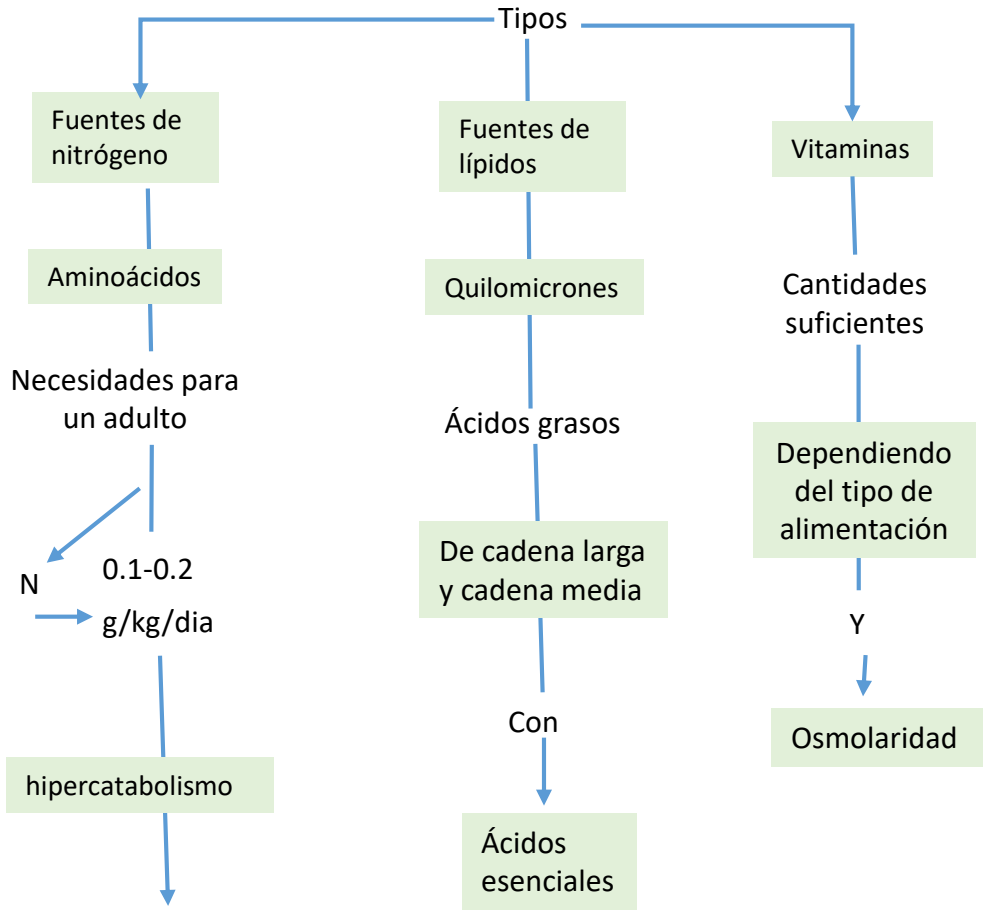 Tipos
Fuentes de
nitrógeno
Aminoácidos
Necesidades para
un adulto
N
0.1-0.2
g/kg/dia
hipercatabolismo
Fuentes de
lípidos
Quilomicrones
Ácidos grasos
De cadena larga
y cadena media
Con
Ácidos
esenciales
Vitaminas
Cantidades
suficientes
Dependiendo
del tipo de
alimentación
Y
Osmolaridad